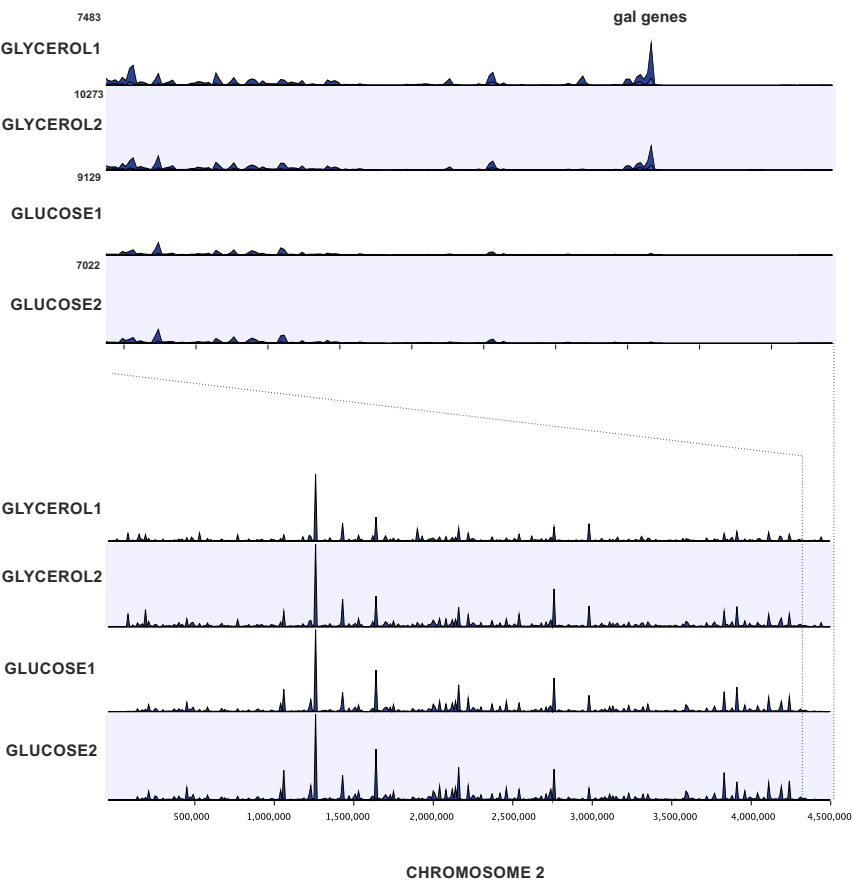 7483
gal genes
GLYCEROL1
10273
GLYCEROL2
9129
GLUCOSE1
7022
GLUCOSE2
GLYCEROL1
GLYCEROL2
GLUCOSE1
GLUCOSE2
500,000 1,000,000 1,500,000 2,000,000 2,500,000 3,000,000 3,500,000 4,000,000 4,500,000
CHROMOSOME 2